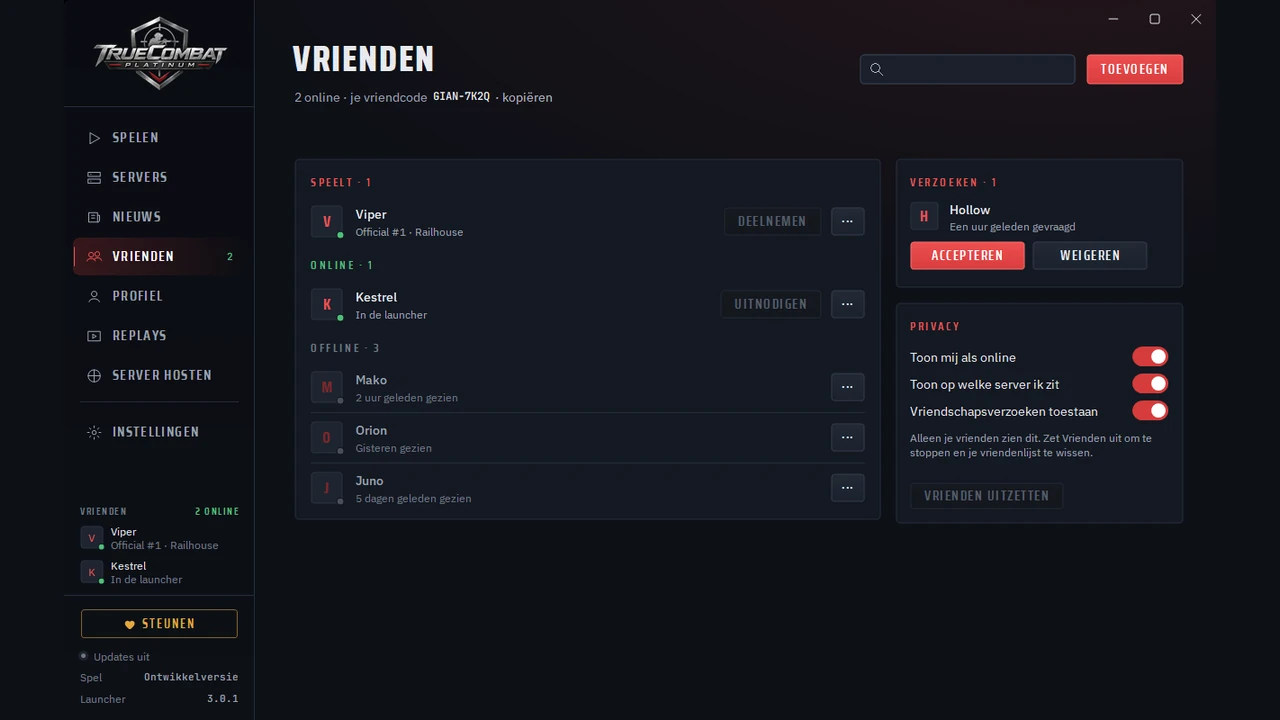 TRUECOMBAT
PLATINUM
SPELEN
SERVERS
NIEUWS
VRIENDEN 2
PROFIEL
REPLAYS
SERVER HOSTEN
INSTELLINGEN
VRIENDEN 2 ONLINE
V Viper
Official #1 · Railhouse
K Kestrel
In de launcher
STEUNEN
Updates uit
Spel Ontwikkelversie
Launcher 3.0.1
VRIENDEN
2 online · je vriendcode GIAN-7K2Q · kopiëren
TOEVOEGEN
SPEELT · 1
V Viper
Official #1 · Railhouse
DEELNEMEN ···
ONLINE · 1
K Kestrel
In de launcher
UITNODIGEN ···
OFFLINE · 3
M Mako
2 uur geleden gezien
···
O Orion
Gisteren gezien
···
J Juno
5 dagen geleden gezien
···
VERZOEKEN · 1
H Hollow
Een uur geleden gevraagd
ACCEPTEREN WEIGEREN
PRIVACY
Toon mij als online
Toon op welke server ik zit
Vriendschapsverzoeken toestaan
Alleen je vrienden zien dit. Zet Vrienden uit om te
stoppen en je vriendenlijst te wissen.
VRIENDEN UITZETTEN